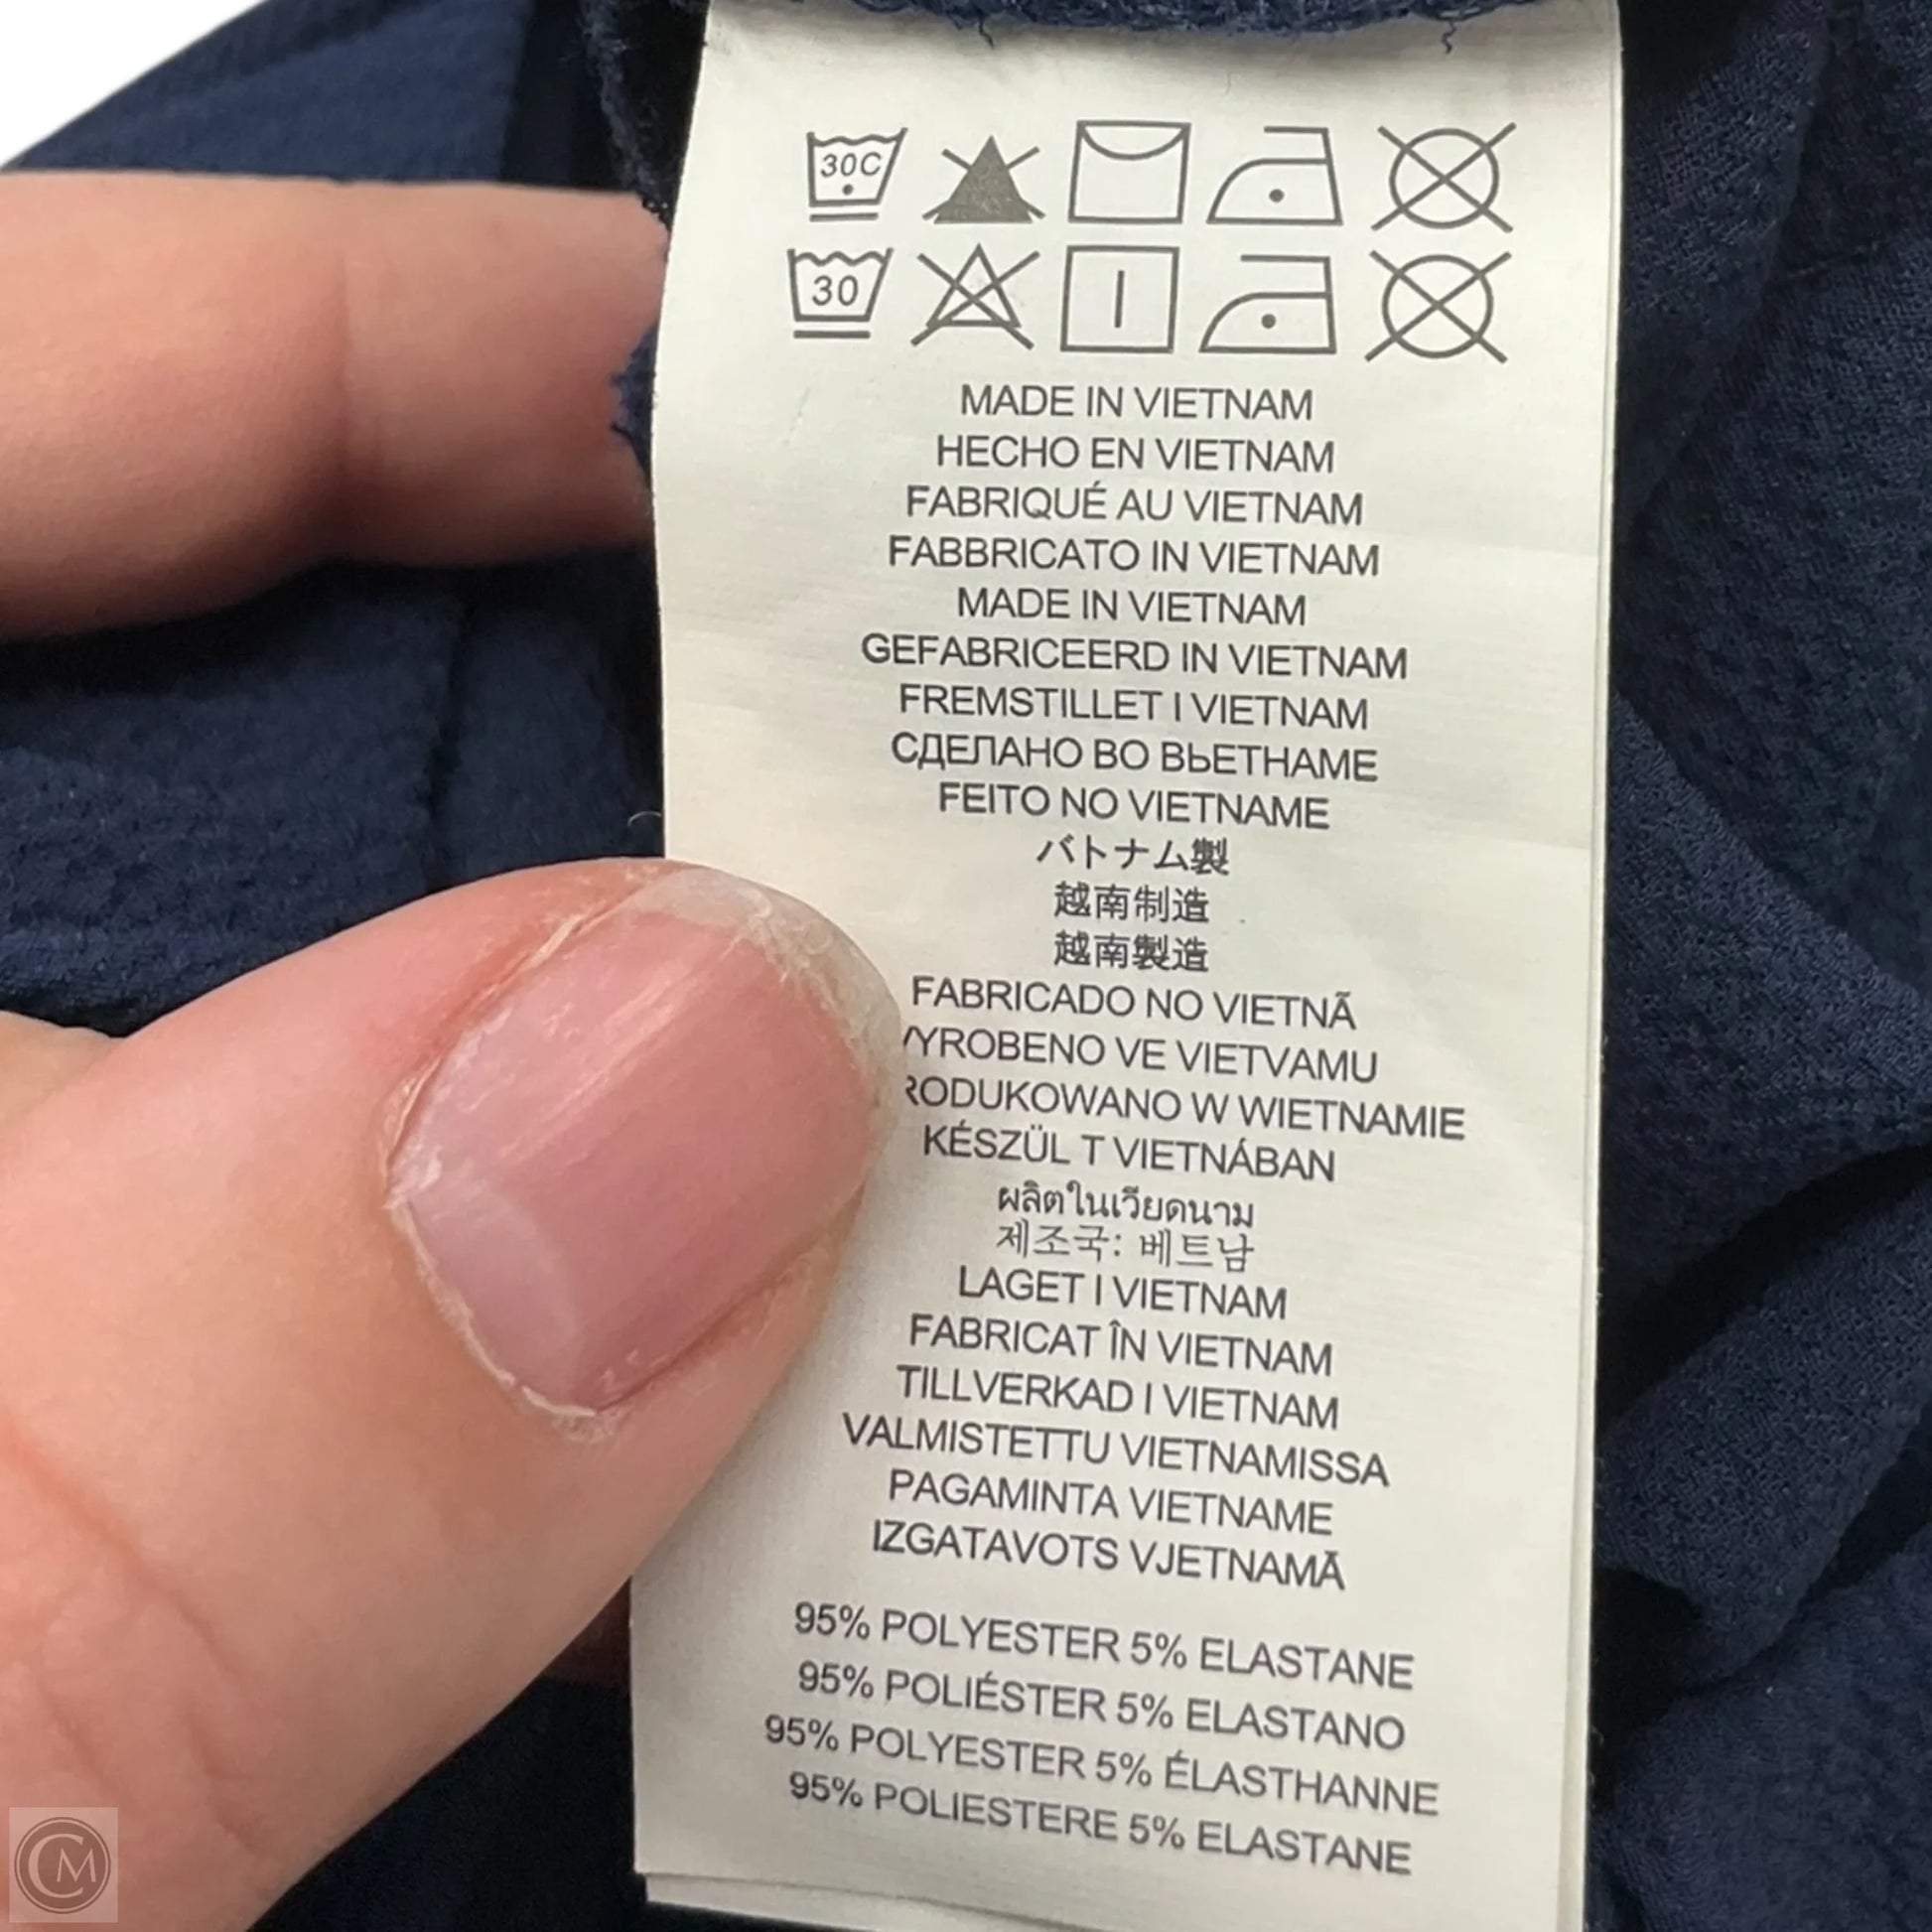 30C
30
MADE IN VIETNAM
HECHO EN VIETNAM
FABRIQUÉ AU VIETNAM
FABBRICATO IN VIETNAM
MADE IN VIETNAM
GEFABRICEERD IN VIETNAM
FREMSTILLET I VIETNAM
СДЕЛАНО ВО ВЬЕТНАМЕ
FEITO NO VIETNAME
バトナム製
越南制造
越南製造
FABRICADO NO VIETNÃ
YROBENO VE VIETVAMU
RODUKOWANO W WIETNAMIE
KÉSZÜL T VIETNÁBAN
ผลิตในเวียดนาม
제조국: 베트남
LAGET I VIETNAM
FABRICAT ÎN VIETNAM
TILLVERKAD I VIETNAM
VALMISTETTU VIETNAMISSA
PAGAMINTA VIETNAME
IZGATAVOTS VJETNAMĀ
95% POLYESTER 5% ELASTANE
95% POLIÉSTER 5% ELASTANO
95% POLYESTER 5% ÉLASTHANNE
95% POLIESTERE 5% ELASTANE
CM